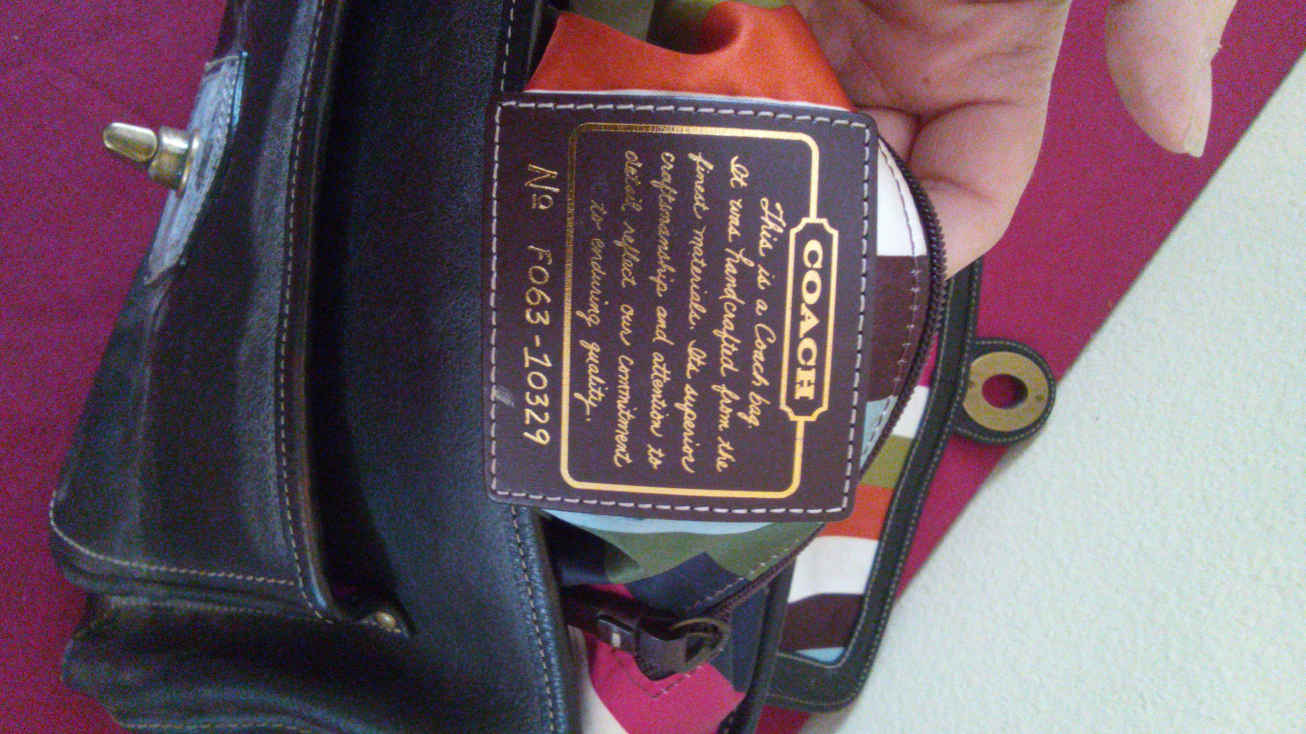 COACH
This is a Coach bag.
It was handcrafted from the
finest materials. Its superior
craftsmanship and attention to
detail reflect our commitment
to enduring quality.
Nº F063-10329